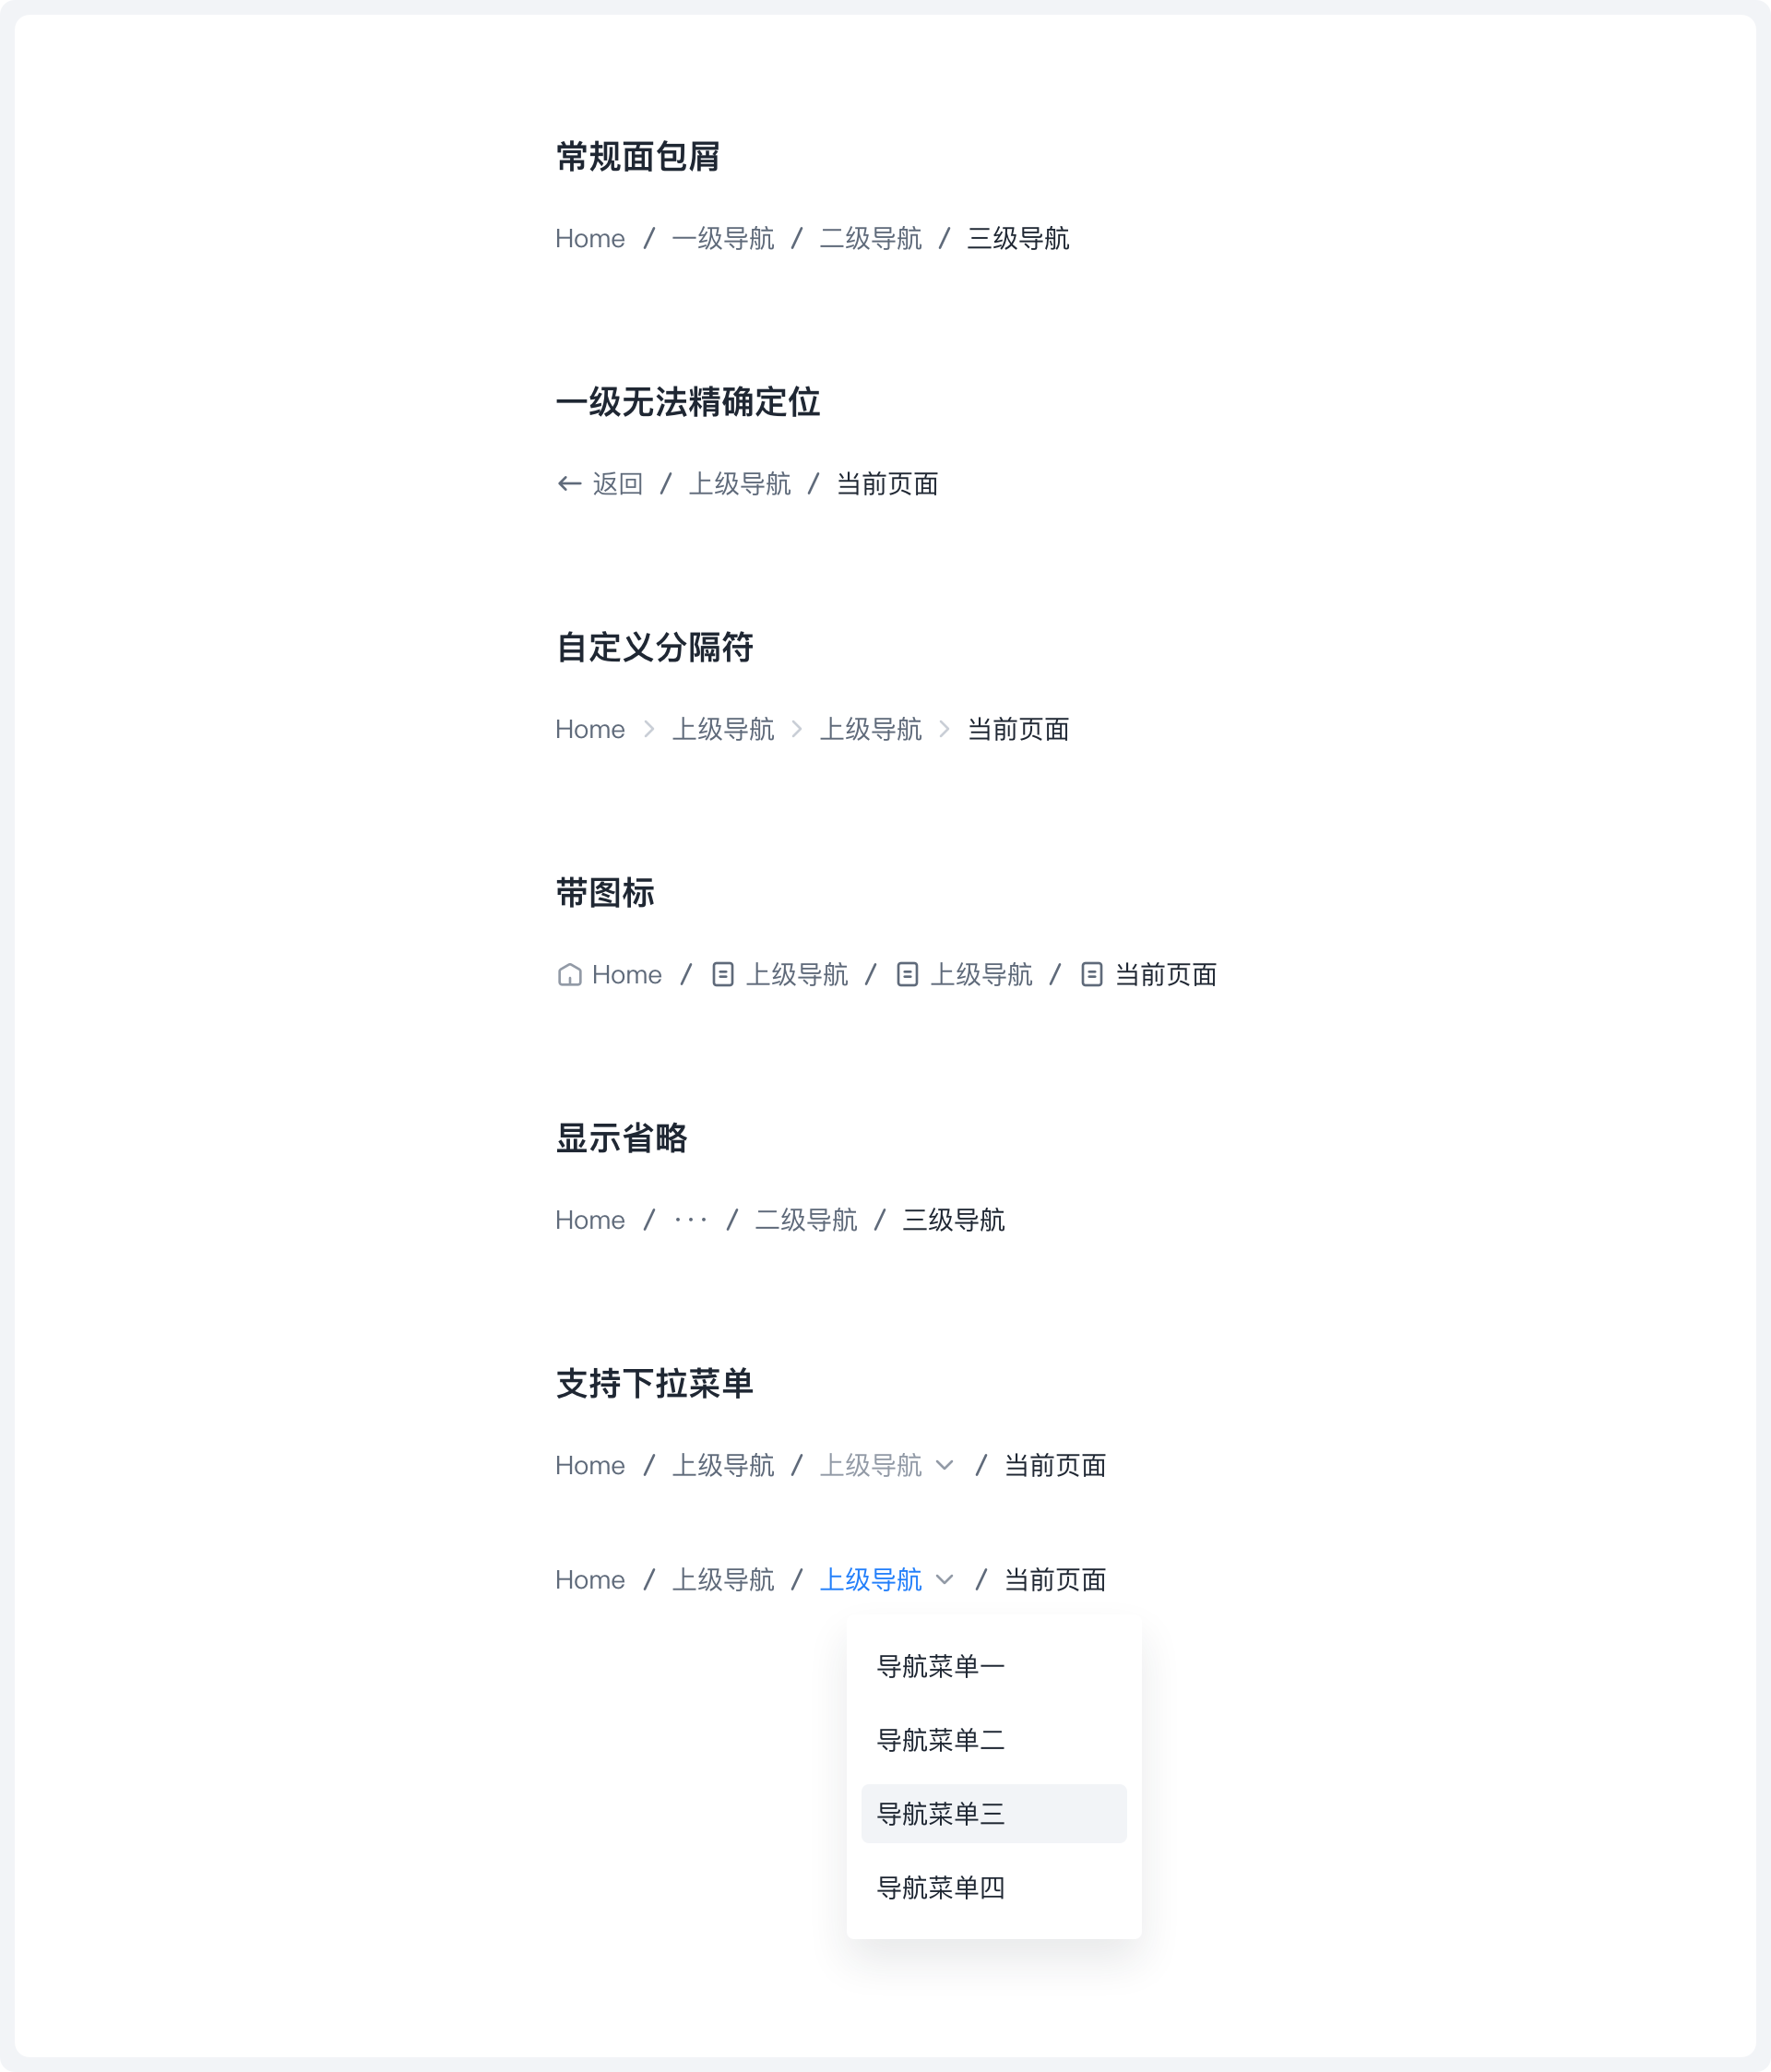 常规面包屑
Home / 一级导航 / 二级导航 / 三级导航
一级无法精确定位
← 返回 / 上级导航 / 当前页面
自定义分隔符
Home > 上级导航 > 上级导航 > 当前页面
带图标
Home / 上级导航 / 上级导航 / 当前页面
显示省略
Home / ··· / 二级导航 / 三级导航
支持下拉菜单
Home / 上级导航 / 上级导航 / 当前页面
Home / 上级导航 / 上级导航 / 当前页面
导航菜单一
导航菜单二
导航菜单三
导航菜单四